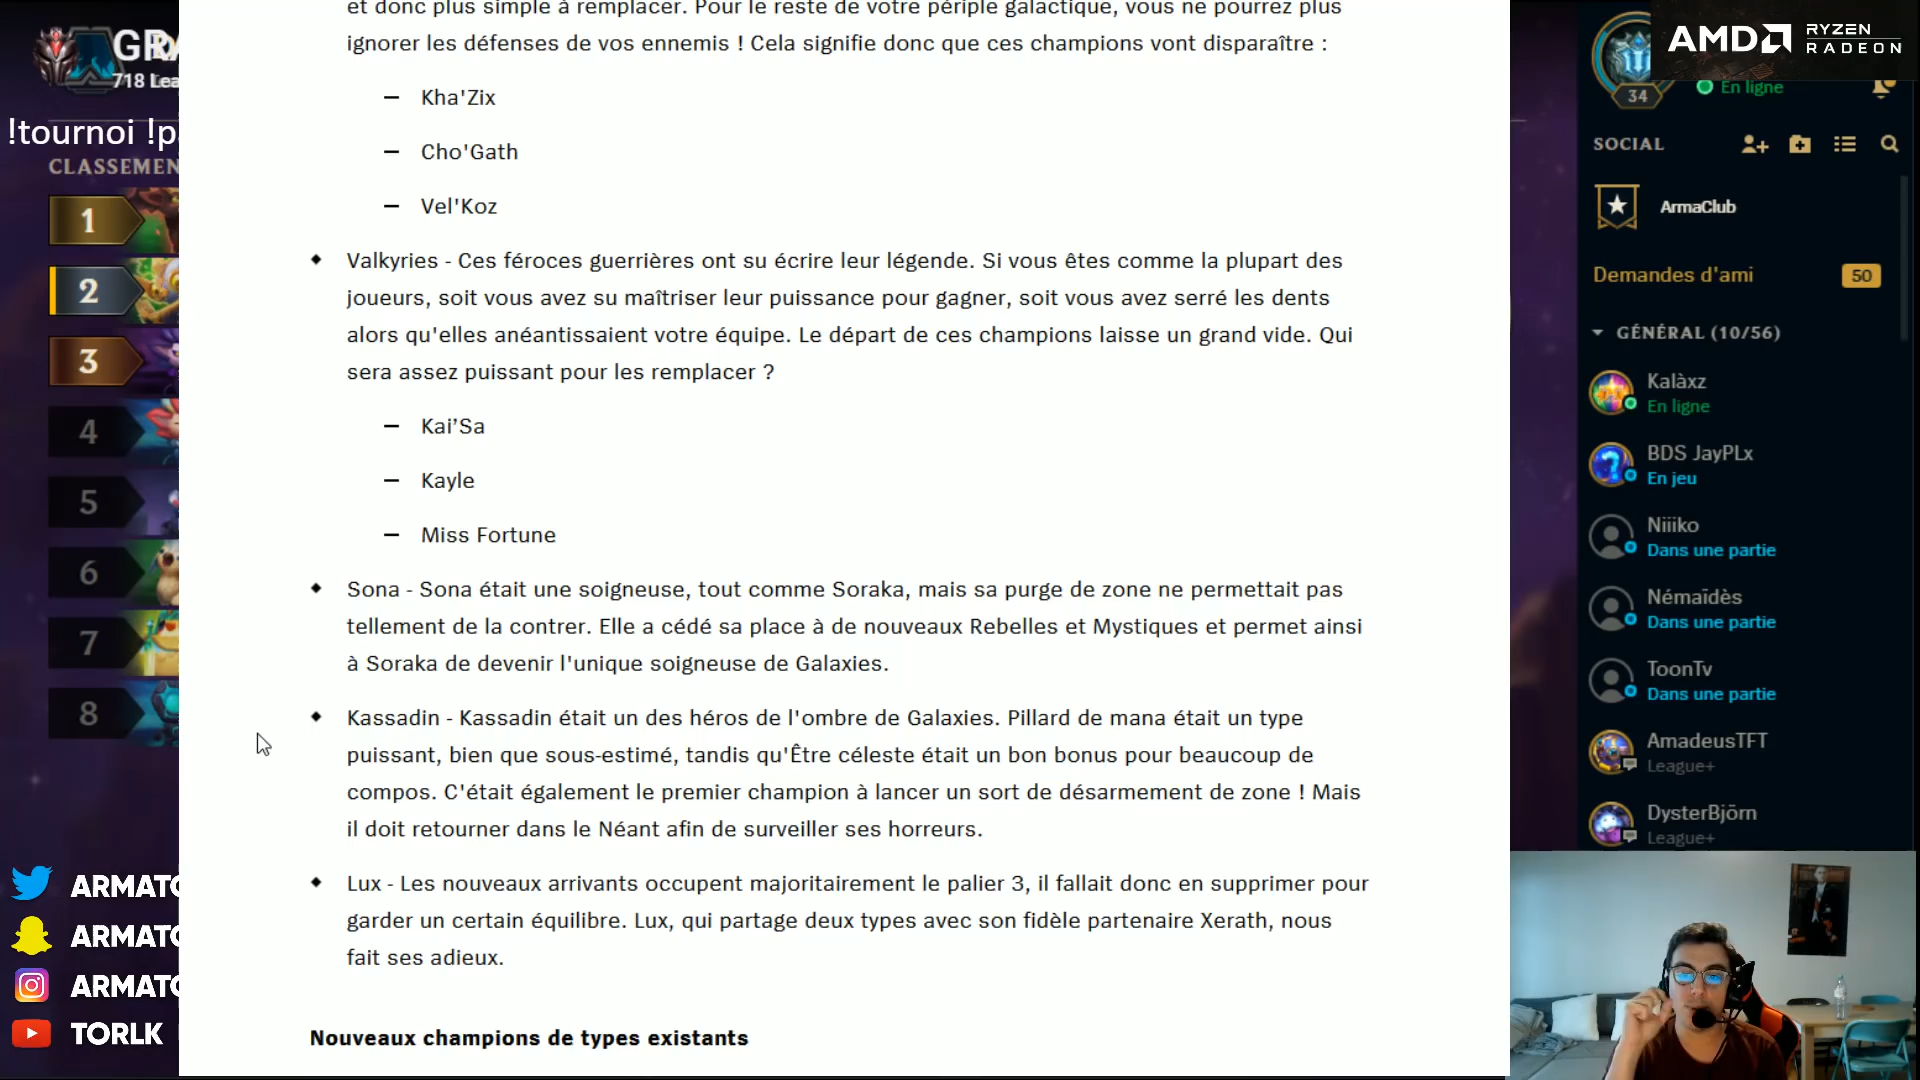 et donc plus simple à remplacer. Pour le reste de votre périple galactique, vous ne pourrez plus
ignorer les défenses de vos ennemis ! Cela signifie donc que ces champions vont disparaître :
– Kha'Zix
– Cho'Gath
– Vel'Koz
Valkyries - Ces féroces guerrières ont su écrire leur légende. Si vous êtes comme la plupart des
joueurs, soit vous avez su maîtriser leur puissance pour gagner, soit vous avez serré les dents
alors qu'elles anéantissaient votre équipe. Le départ de ces champions laisse un grand vide. Qui
sera assez puissant pour les remplacer ?
– Kai’Sa
– Kayle
– Miss Fortune
Sona - Sona était une soigneuse, tout comme Soraka, mais sa purge de zone ne permettait pas
tellement de la contrer. Elle a cédé sa place à de nouveaux Rebelles et Mystiques et permet ainsi
à Soraka de devenir l'unique soigneuse de Galaxies.
Kassadin - Kassadin était un des héros de l'ombre de Galaxies. Pillard de mana était un type
puissant, bien que sous-estimé, tandis qu'Être céleste était un bon bonus pour beaucoup de
compos. C'était également le premier champion à lancer un sort de désarmement de zone ! Mais
il doit retourner dans le Néant afin de surveiller ses horreurs.
Lux - Les nouveaux arrivants occupent majoritairement le palier 3, il fallait donc en supprimer pour
garder un certain équilibre. Lux, qui partage deux types avec son fidèle partenaire Xerath, nous
fait ses adieux.
Nouveaux champions de types existants
718 Lea
!tournoi !p
CLASSEMEN
1
2
3
4
5
6
7
8
ARMATO
ARMATO
ARMATO
TORLK
AMD
RYZEN
RADEON
34
En ligne
SOCIAL
ArmaClub
Demandes d'ami
50
GÉNÉRAL (10/56)
Kalàxz
En ligne
BDS JayPLx
En jeu
Niiiko
Dans une partie
Némaïdès
Dans une partie
ToonTv
Dans une partie
AmadeusTFT
League+
DysterBjörn
League+